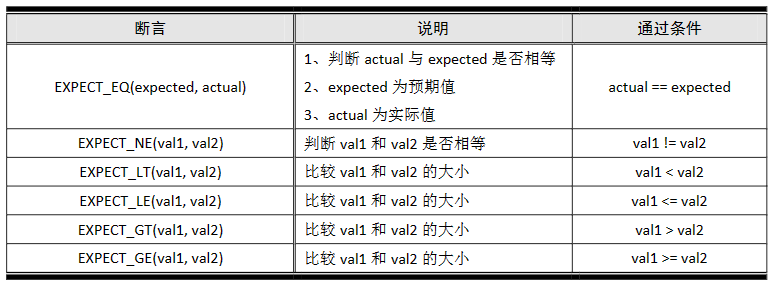 断言 说明 通过条件
1、判断 actual 与 expected 是否相等
EXPECT_EQ(expected, actual) 2、expected 为预期值 actual == expected
3、actual 为实际值
EXPECT_NE(val1, val2) 判断 val1 和 val2 是否相等 val1 != val2
EXPECT_LT(val1, val2) 比较 val1 和 val2 的大小 val1 < val2
EXPECT_LE(val1, val2) 比较 val1 和 val2 的大小 val1 <= val2
EXPECT_GT(val1, val2) 比较 val1 和 val2 的大小 val1 > val2
EXPECT_GE(val1, val2) 比较 val1 和 val2 的大小 val1 >= val2